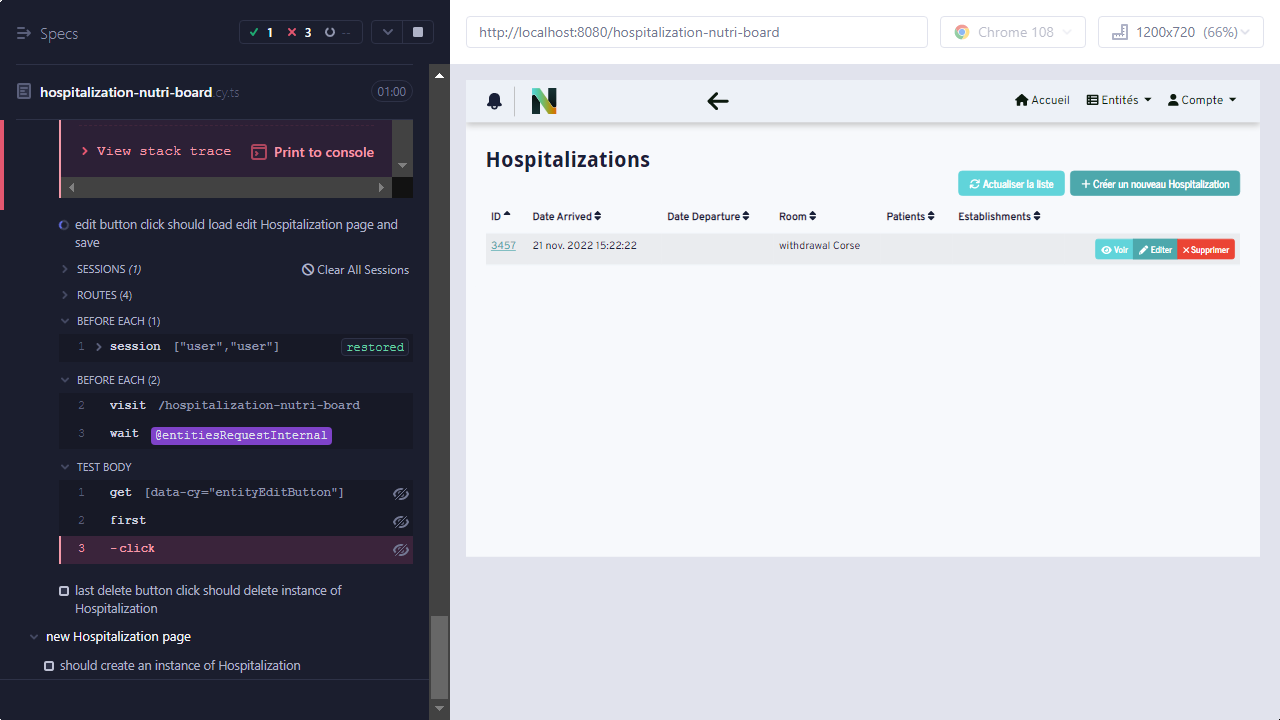 Specs
1
3
--
hospitalization-nutri-board.cy.ts
01:00
View stack trace
Print to console
edit button click should load edit Hospitalization page and
save
SESSIONS (1)
Clear All Sessions
ROUTES (4)
BEFORE EACH (1)
1 session ["user","user"] restored
BEFORE EACH (2)
2 visit /hospitalization-nutri-board
3 wait @entitiesRequestInternal
TEST BODY
1 get [data-cy="entityEditButton"]
2 first
3 -click
last delete button click should delete instance of
Hospitalization
new Hospitalization page
should create an instance of Hospitalization
http://localhost:8080/hospitalization-nutri-board
Chrome 108
1200x720 (66%)
Accueil
Entités
Compte
Hospitalizations
Actualiser la liste
Créer un nouveau Hospitalization
ID Date Arrived Date Departure Room Patients Establishments
3457 21 nov. 2022 15:22:22 withdrawal Corse
Voir
Editer
Supprimer